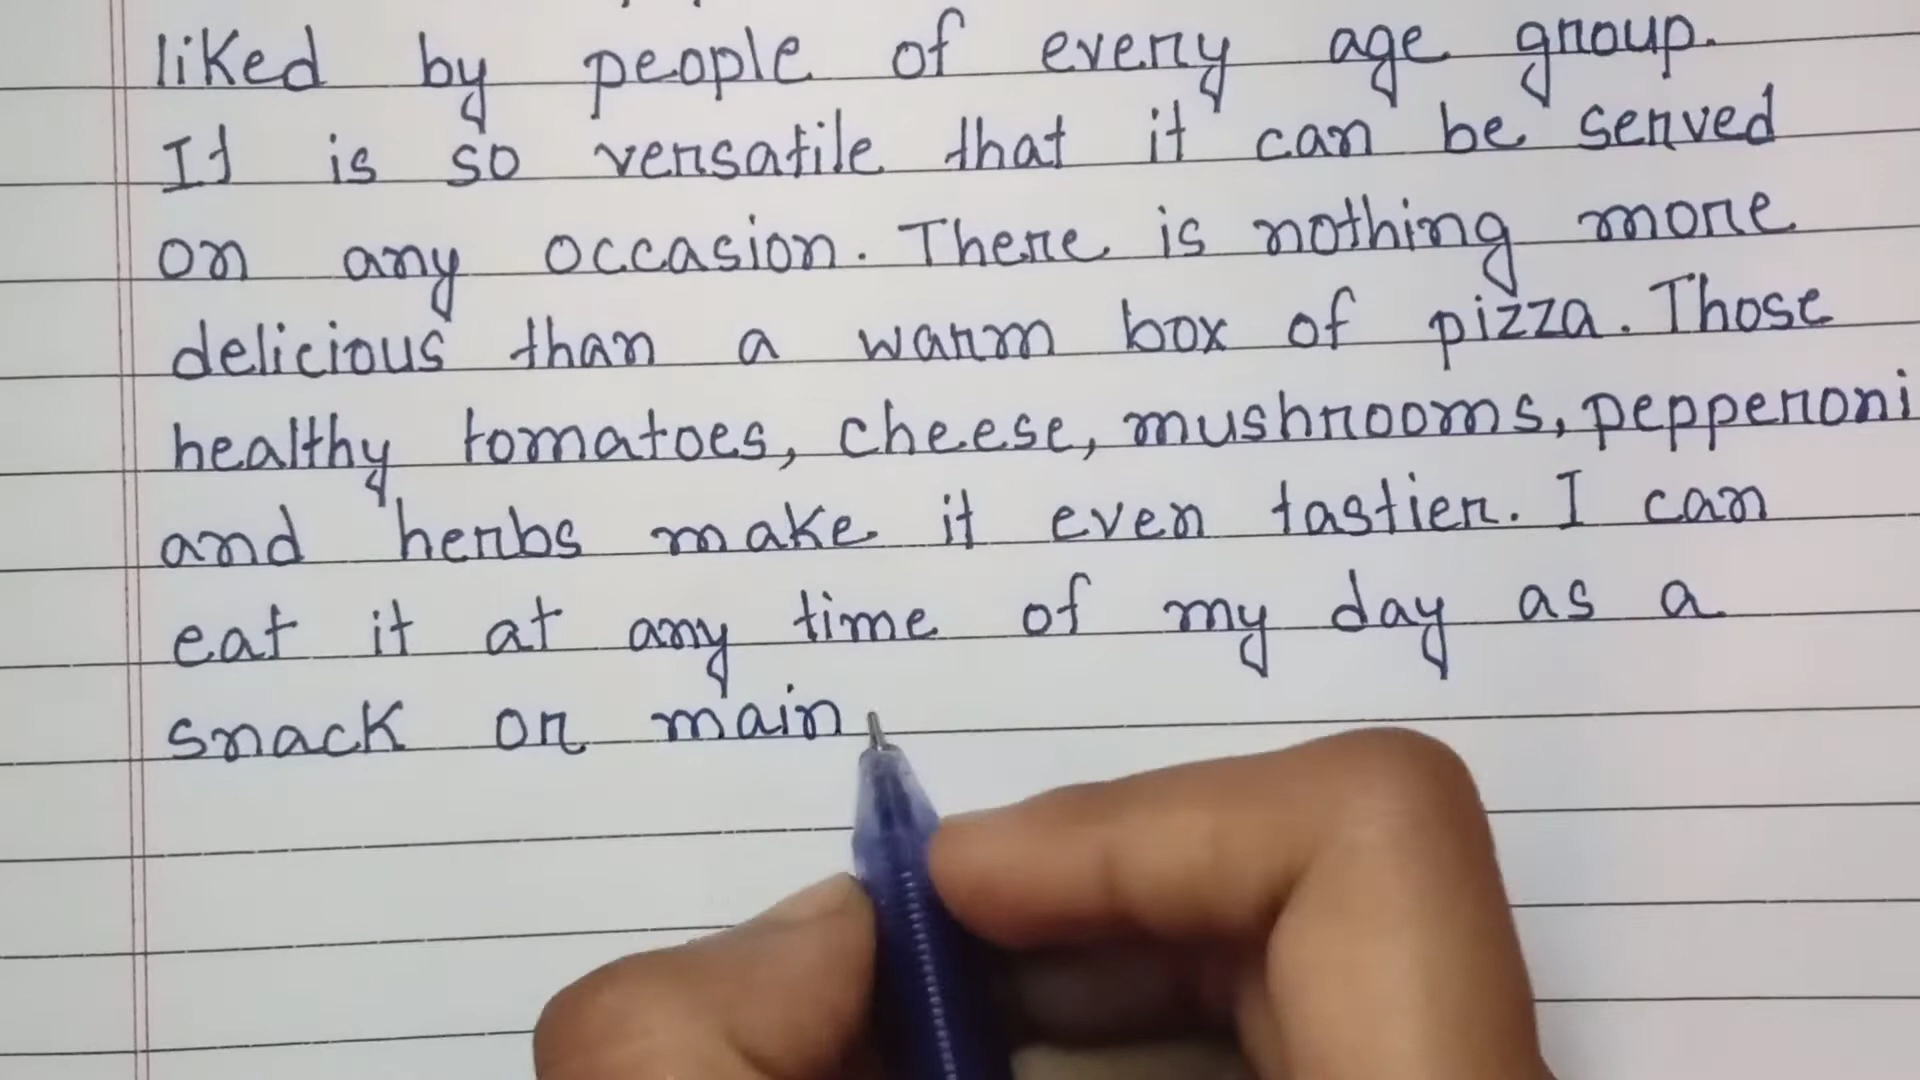 liked by people of every age group.
It is so versatile that it can be served
on any occasion. There is nothing more
delicious than a warm box of pizza. Those
healthy tomatoes, cheese, mushrooms, pepperoni
and herbs make it even tastier. I can
eat it at any time of my day as a
snack or main